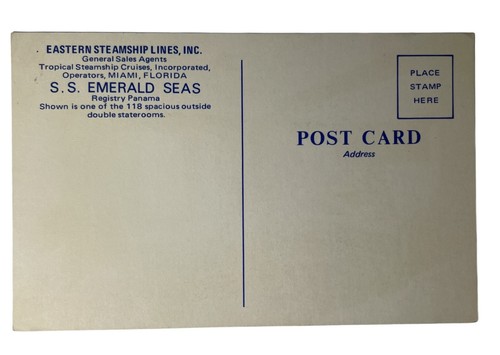 EASTERN STEAMSHIP LINES, INC.
General Sales Agents
Tropical Steamship Cruises, Incorporated,
Operators, MIAMI, FLORIDA
S. S. EMERALD SEAS
Registry Panama
Shown is one of the 118 spacious outside
double staterooms.
PLACE
STAMP
HERE
POST CARD
Address